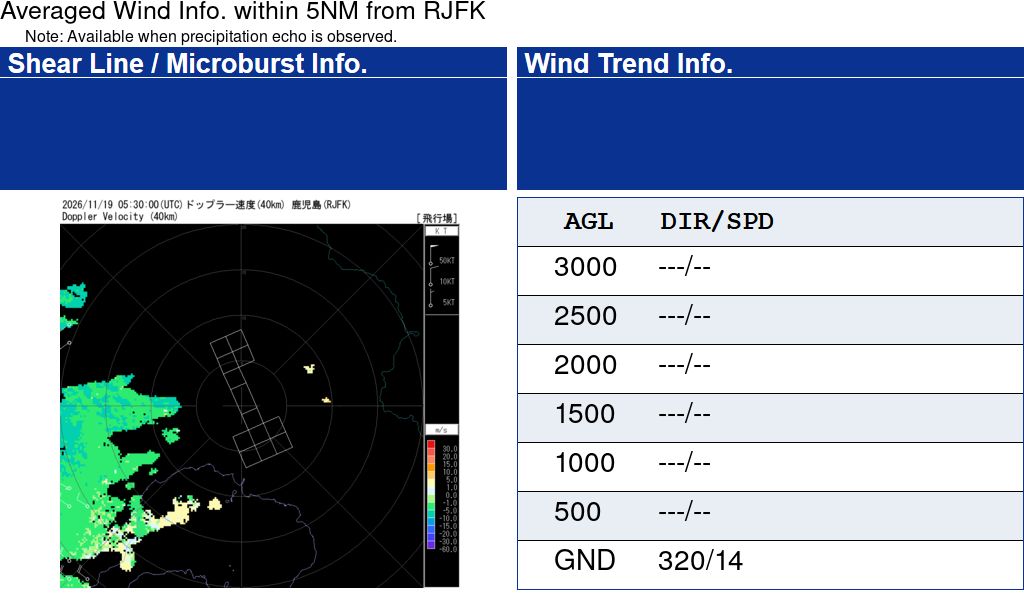 Averaged Wind Info. within 5NM from RJFK
Note: Available when precipitation echo is observed.
Shear Line / Microburst Info.
Wind Trend Info.
2026/11/19 05:30:00(UTC) ドップラー速度(40km) 鹿児島(RJFK)
Doppler Velocity (40km)
[飛行場]
K T
50KT
10KT
5KT
m/s
30.0
20.0
15.0
10.0
5.0
1.0
0.0
-1.0
-5.0
-10.0
-15.0
-20.0
-30.0
-60.0
AGL DIR/SPD
3000 ---/--
2500 ---/--
2000 ---/--
1500 ---/--
1000 ---/--
500 ---/--
GND 320/14